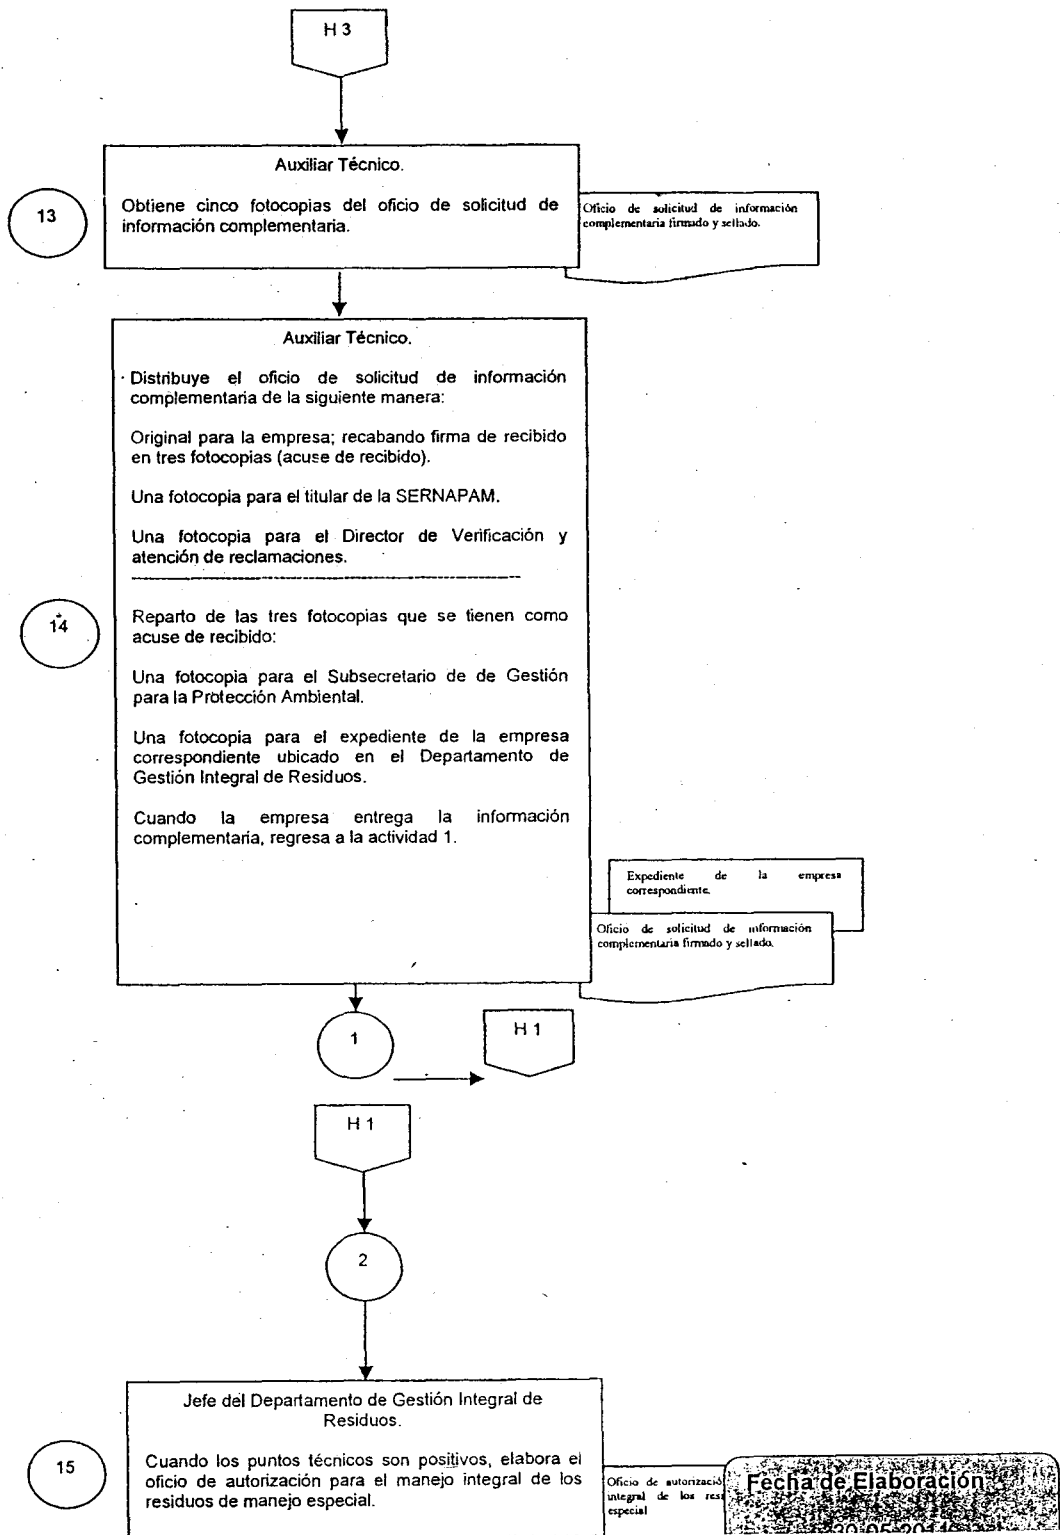 H 3
Auxiliar Técnico.
13
Obtiene cinco fotocopias del oficio de solicitud de
información complementaria.
Oficio de solicitud de información
complementaria firmado y sellado.
Auxiliar Técnico.
Distribuye el oficio de solicitud de información
complementaria de la siguiente manera:
Original para la empresa; recabando firma de recibido
en tres fotocopias (acuse de recibido).
Una fotocopia para el titular de la SERNAPAM.
Una fotocopia para el Director de Verificación y
atención de reclamaciones.
14
Reparto de las tres fotocopias que se tienen como
acuse de recibido:
Una fotocopia para el Subsecretario de de Gestión
para la Protección Ambiental.
Una fotocopia para el expediente de la empresa
correspondiente ubicado en el Departamento de
Gestión Integral de Residuos.
Cuando la empresa entrega la información
complementaria, regresa a la actividad 1.
Expediente de la empresa
correspondiente.
Oficio de solicitud de información
complementaria firmado y sellado.
1
H 1
H 1
2
Jefe del Departamento de Gestión Integral de
Residuos.
15
Cuando los puntos técnicos son positivos, elabora el
oficio de autorización para el manejo integral de los
residuos de manejo especial.
Oficio de autorizació
integral de los resi
especial
Fecha de Elaboración